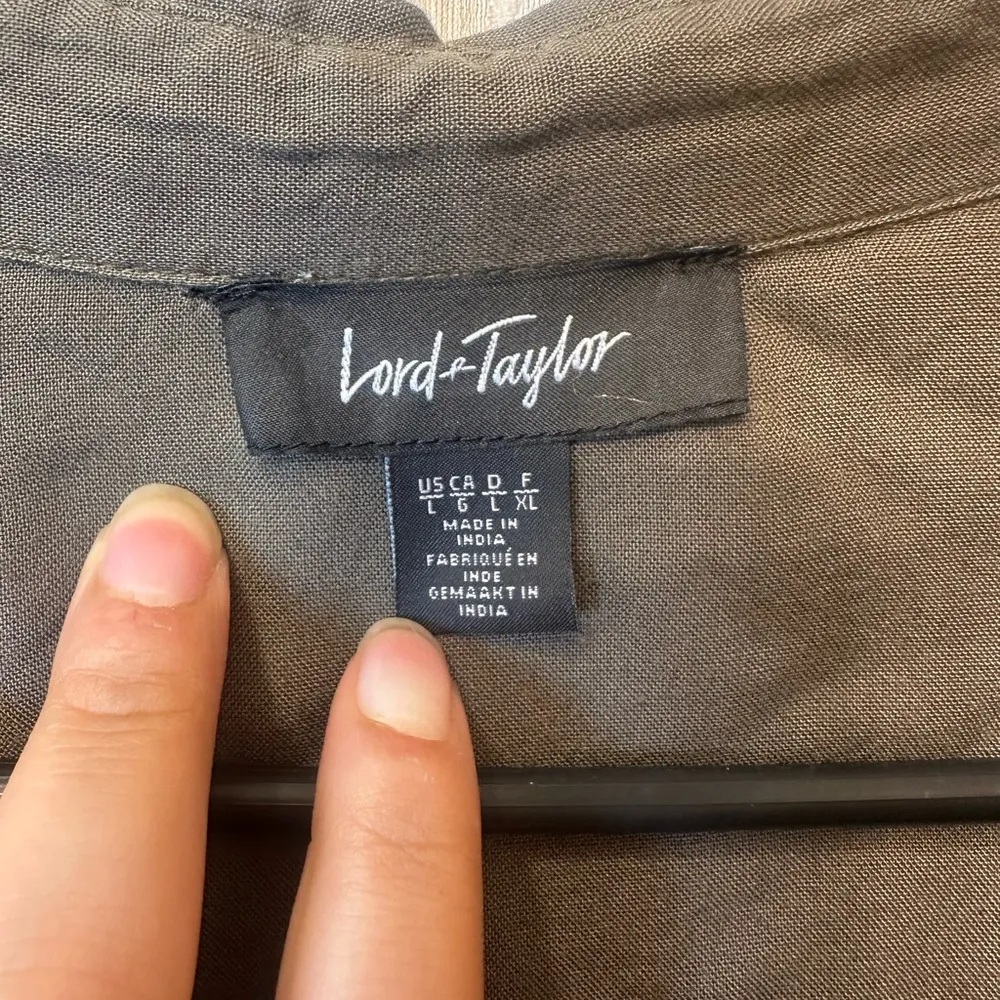 Lord & Taylor
US CA D F
L G L XL
MADE IN
INDIA
FABRIQUÉ EN
INDE
GEMAAKT IN
INDIA